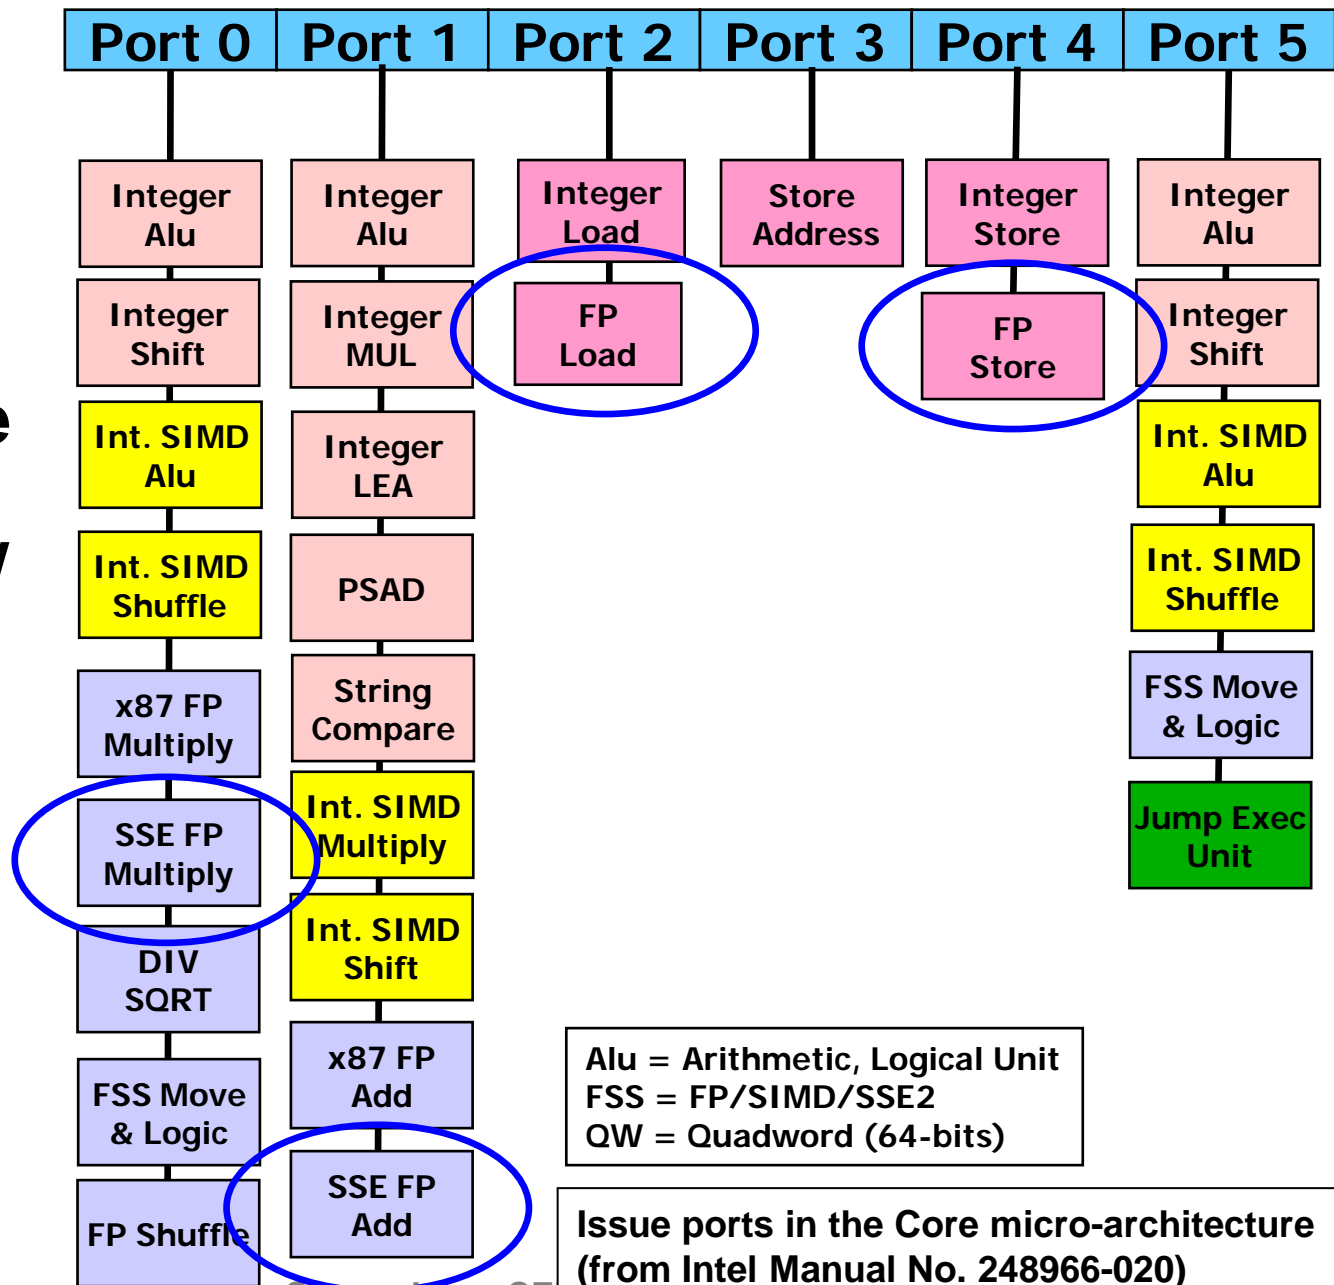 Port 0 Port 1 Port 2 Port 3 Port 4 Port 5
Integer
Alu
Integer
Shift
Int. SIMD
Alu
Int. SIMD
Shuffle
x87 FP
Multiply
SSE FP
Multiply
DIV
SQRT
FSS Move
& Logic
FP Shuffle
Integer
Alu
Integer
MUL
Integer
LEA
PSAD
String
Compare
Int. SIMD
Multiply
Int. SIMD
Shift
x87 FP
Add
SSE FP
Add
Integer
Load
FP
Load
Store
Address
Integer
Store
FP
Store
Integer
Alu
Integer
Shift
Int. SIMD
Alu
Int. SIMD
Shuffle
FSS Move
& Logic
Jump Exec
Unit
Alu = Arithmetic, Logical Unit
FSS = FP/SIMD/SSE2
QW = Quadword (64-bits)
Issue ports in the Core micro-architecture
(from Intel Manual No. 248966-020)